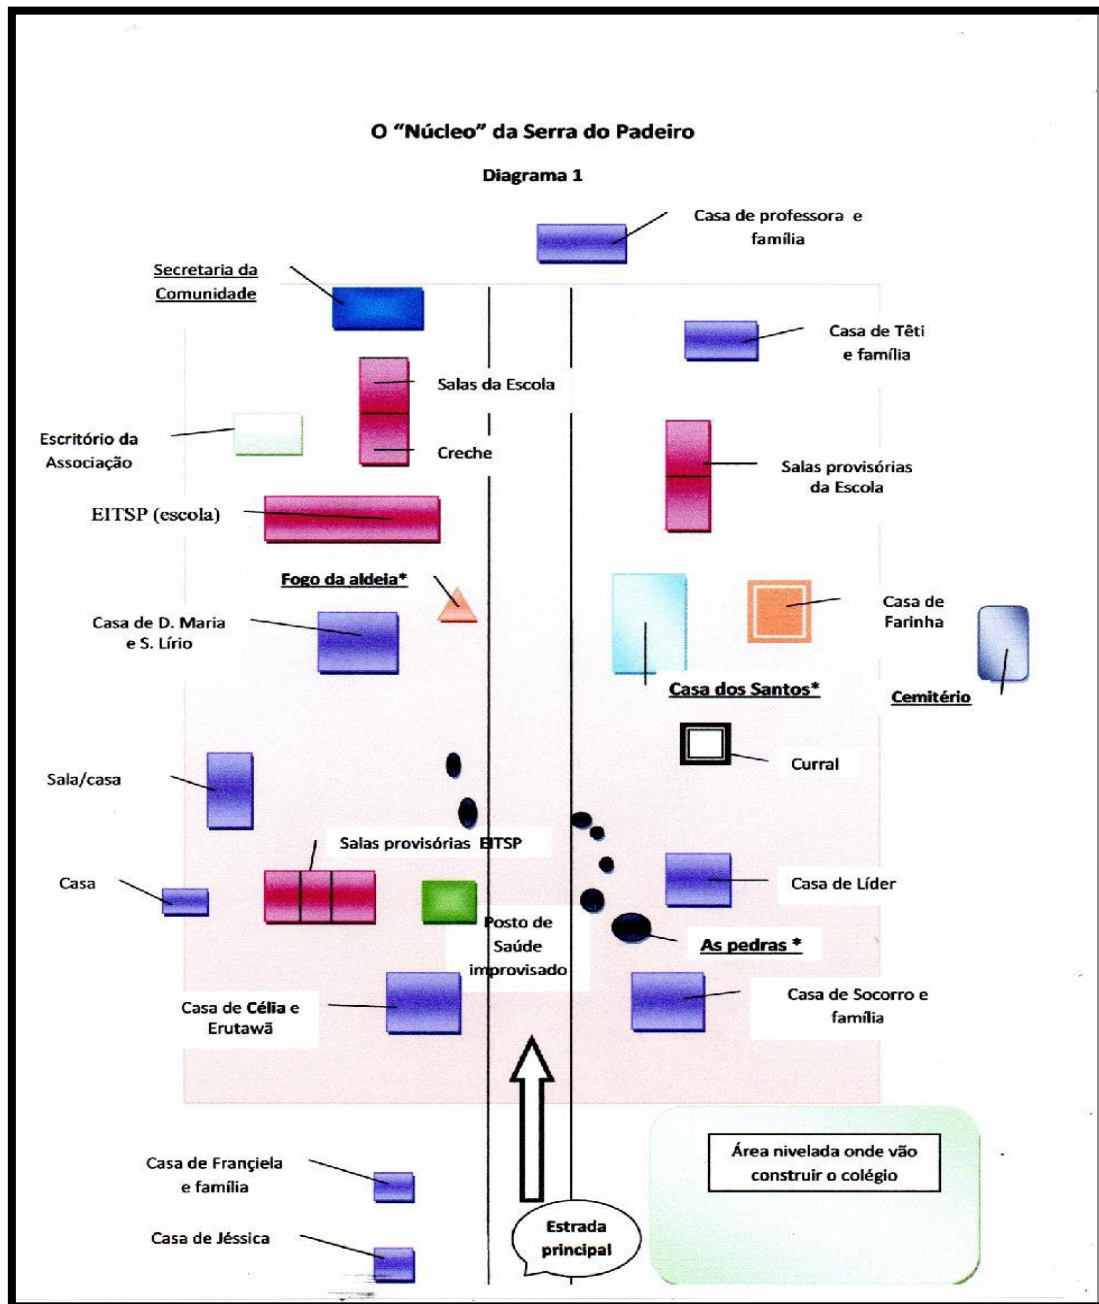 O “Núcleo” da Serra do Padeiro
Diagrama 1
Casa de professora e
família
Secretaria da
Comunidade
Casa de Têti
e família
Salas da Escola
Escritório da
Associação
Creche
Salas provisórias
da Escola
EITSP (escola)
Fogo da aldeia*
Casa de D. Maria
e S. Lírio
Casa de
Farinha
Casa dos Santos*
Cemitério
Curral
Sala/casa
Salas provisórias EITSP
Casa
Casa de Líder
Posto de
Saúde
improvisado
As pedras *
Casa de Célia e
Erutawã
Casa de Socorro e
família
Área nivelada onde vão
construir o colégio
Casa de Françiela
e família
Estrada
principal
Casa de Jéssica